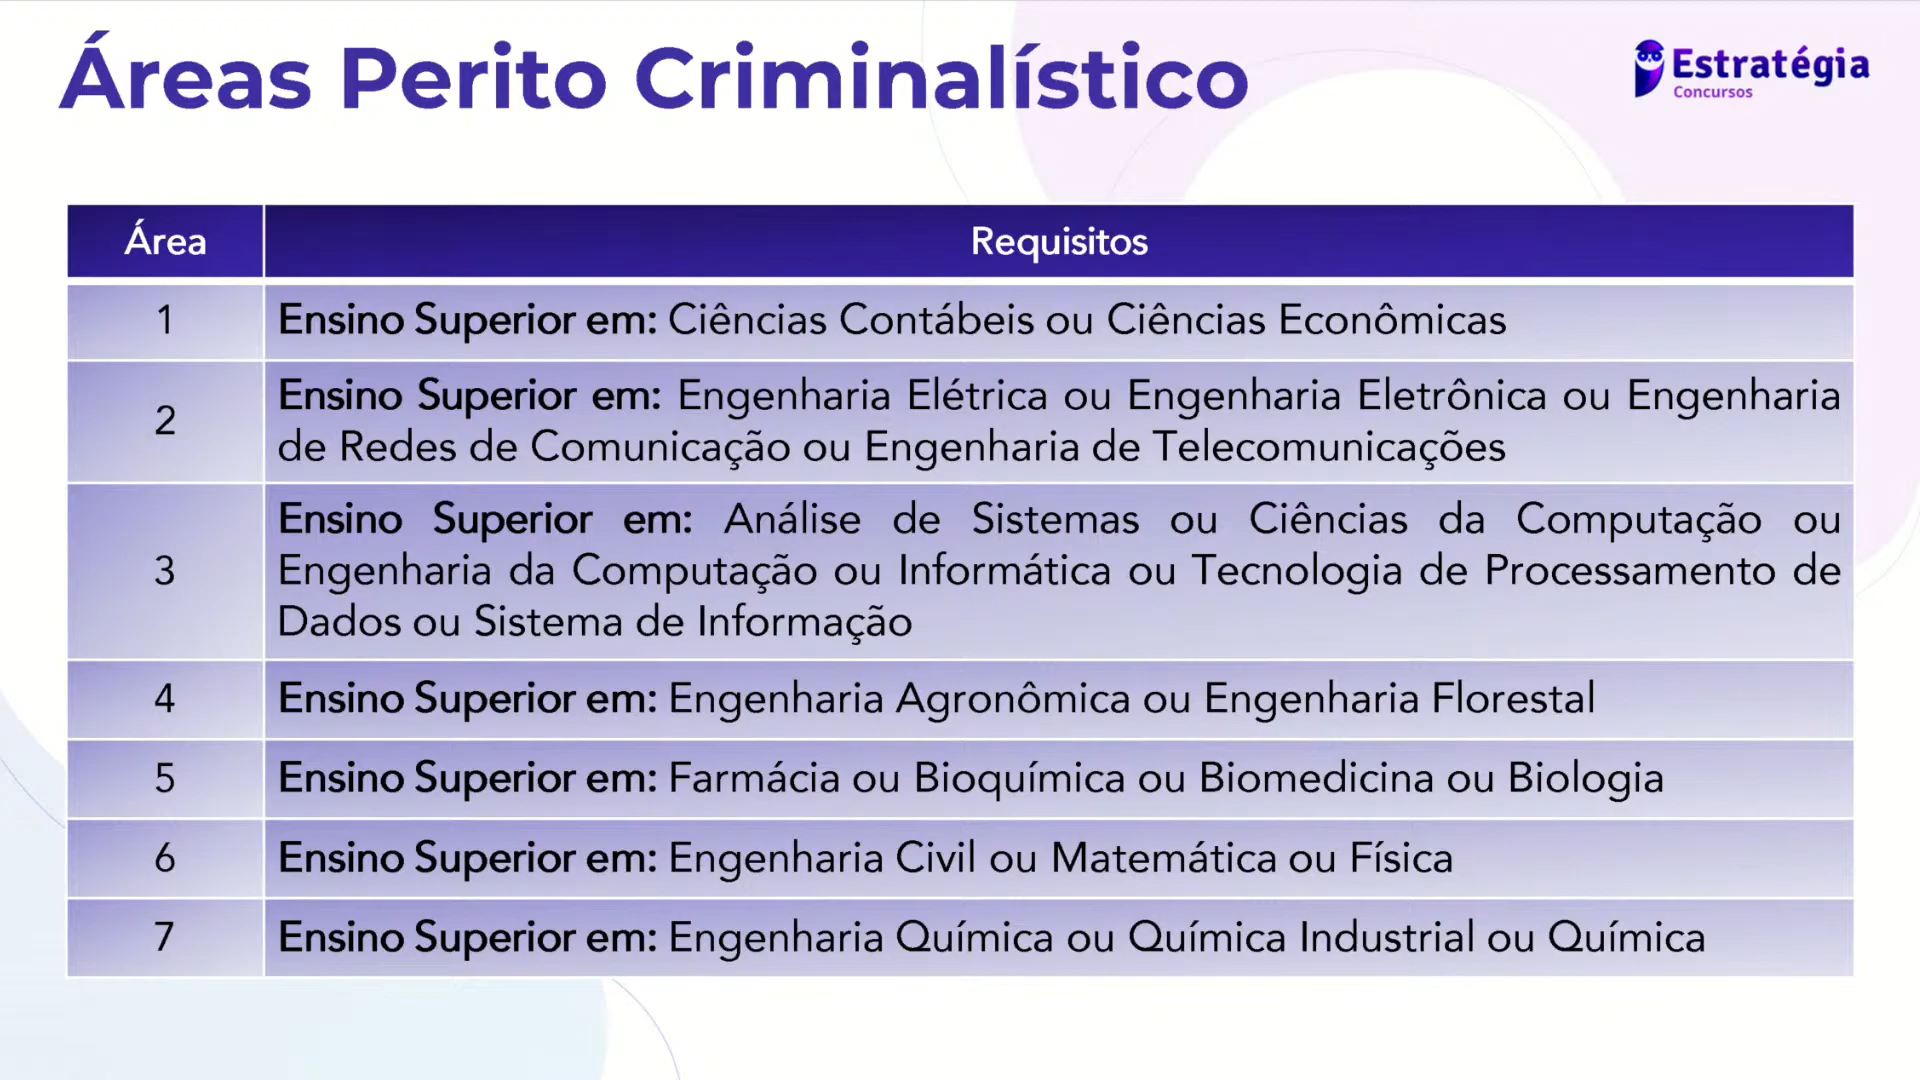 Áreas Perito Criminalístico
Estratégia
Concursos
Área
Requisitos
1
Ensino Superior em: Ciências Contábeis ou Ciências Econômicas
2
Ensino Superior em: Engenharia Elétrica ou Engenharia Eletrônica ou Engenharia
de Redes de Comunicação ou Engenharia de Telecomunicações
3
Ensino Superior em: Análise de Sistemas ou Ciências da Computação ou
Engenharia da Computação ou Informática ou Tecnologia de Processamento de
Dados ou Sistema de Informação
4
Ensino Superior em: Engenharia Agronômica ou Engenharia Florestal
5
Ensino Superior em: Farmácia ou Bioquímica ou Biomedicina ou Biologia
6
Ensino Superior em: Engenharia Civil ou Matemática ou Física
7
Ensino Superior em: Engenharia Química ou Química Industrial ou Química